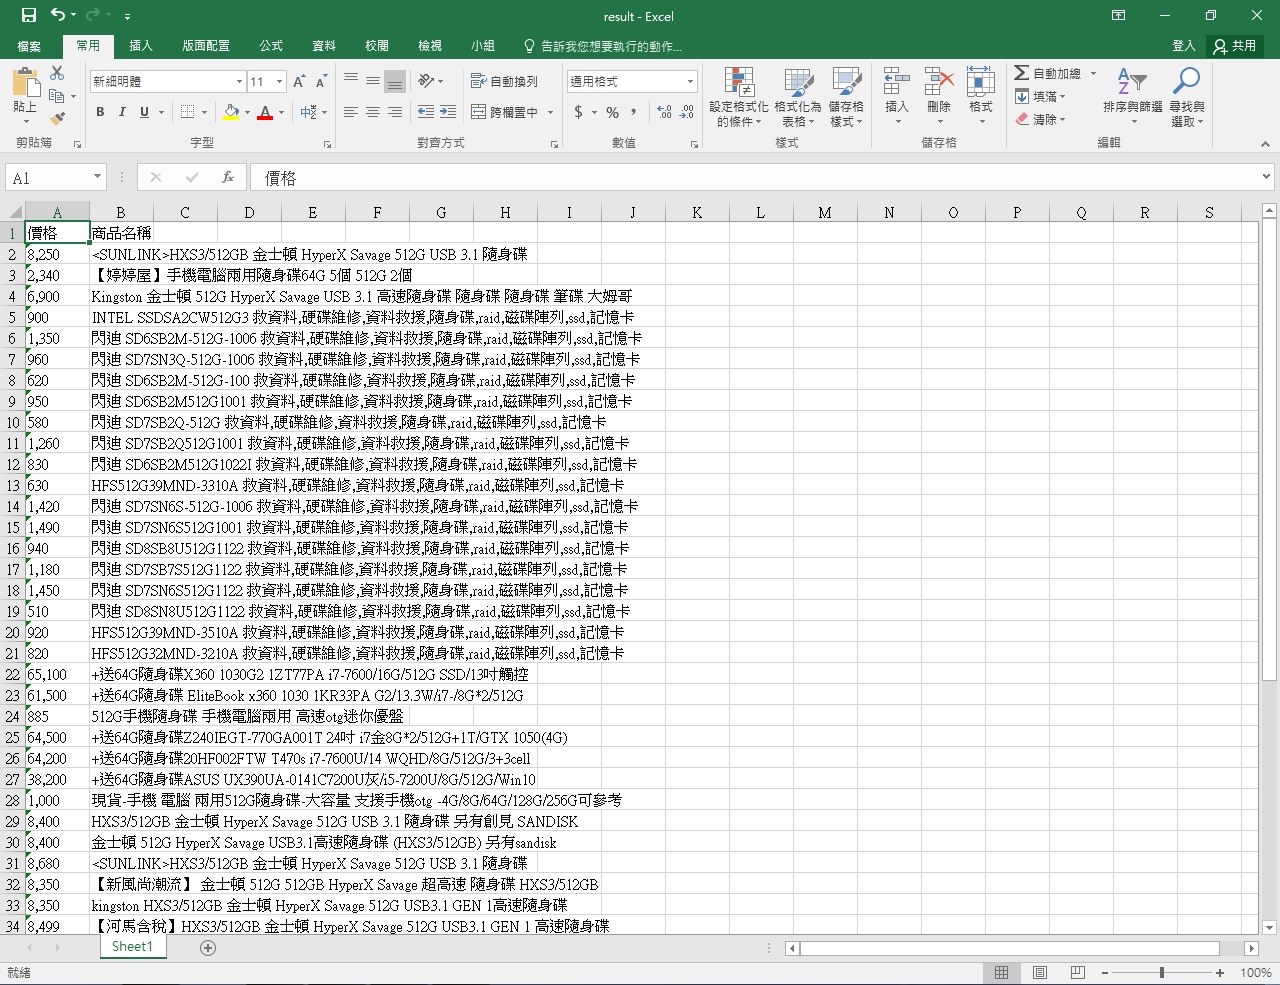 result - Excel
檔案 常用 插入 版面配置 公式 資料 校閱 檢視 小組 告訴我您想要執行的動作... 登入 共用
貼上
新細明體 11
B I U
自動換列
跨欄置中
通用格式
$ % ,
設定格式化的條件
格式化為表格
儲存格樣式
插入 刪除 格式
自動加總
填滿
清除
排序與篩選
尋找與選取
剪貼簿 字型 對齊方式 數值 樣式 儲存格 編輯
A1 fx 價格
A B C D E F G H I J K L M N O P Q R S
1 價格 商品名稱
2 8,250 <SUNLINK>HXS3/512GB 金士頓 HyperX Savage 512G USB 3.1 隨身碟
3 2,340 【婷婷屋】手機電腦兩用隨身碟64G 5個 512G 2個
4 6,900 Kingston 金士頓 512G HyperX Savage USB 3.1 高速隨身碟 隨身碟 隨身碟 筆碟 大姆哥
5 900 INTEL SSDSA2CW512G3 救資料,硬碟維修,資料救援,隨身碟,raid,磁碟陣列,ssd,記憶卡
6 1,350 閃迪 SD6SB2M-512G-1006 救資料,硬碟維修,資料救援,隨身碟,raid,磁碟陣列,ssd,記憶卡
7 960 閃迪 SD7SN3Q-512G-1006 救資料,硬碟維修,資料救援,隨身碟,raid,磁碟陣列,ssd,記憶卡
8 620 閃迪 SD6SB2M-512G-100 救資料,硬碟維修,資料救援,隨身碟,raid,磁碟陣列,ssd,記憶卡
9 950 閃迪 SD6SB2M512G1001 救資料,硬碟維修,資料救援,隨身碟,raid,磁碟陣列,ssd,記憶卡
10 580 閃迪 SD7SB2Q-512G 救資料,硬碟維修,資料救援,隨身碟,raid,磁碟陣列,ssd,記憶卡
11 1,260 閃迪 SD7SB2Q512G1001 救資料,硬碟維修,資料救援,隨身碟,raid,磁碟陣列,ssd,記憶卡
12 830 閃迪 SD6SB2M512G1022I 救資料,硬碟維修,資料救援,隨身碟,raid,磁碟陣列,ssd,記憶卡
13 630 HFS512G39MND-3310A 救資料,硬碟維修,資料救援,隨身碟,raid,磁碟陣列,ssd,記憶卡
14 1,420 閃迪 SD7SN6S-512G-1006 救資料,硬碟維修,資料救援,隨身碟,raid,磁碟陣列,ssd,記憶卡
15 1,490 閃迪 SD7SN6S512G1001 救資料,硬碟維修,資料救援,隨身碟,raid,磁碟陣列,ssd,記憶卡
16 940 閃迪 SD8SB8U512G1122 救資料,硬碟維修,資料救援,隨身碟,raid,磁碟陣列,ssd,記憶卡
17 1,180 閃迪 SD7SB7S512G1122 救資料,硬碟維修,資料救援,隨身碟,raid,磁碟陣列,ssd,記憶卡
18 1,450 閃迪 SD7SN6S512G1122 救資料,硬碟維修,資料救援,隨身碟,raid,磁碟陣列,ssd,記憶卡
19 510 閃迪 SD8SN8U512G1122 救資料,硬碟維修,資料救援,隨身碟,raid,磁碟陣列,ssd,記憶卡
20 920 HFS512G39MND-3510A 救資料,硬碟維修,資料救援,隨身碟,raid,磁碟陣列,ssd,記憶卡
21 820 HFS512G32MND-3210A 救資料,硬碟維修,資料救援,隨身碟,raid,磁碟陣列,ssd,記憶卡
22 65,100 +送64G隨身碟X360 1030G2 1ZT77PA i7-7600/16G/512G SSD/13吋觸控
23 61,500 +送64G隨身碟 EliteBook x360 1030 1KR33PA G2/13.3W/i7-/8G*2/512G
24 885 512G手機隨身碟 手機電腦兩用 高速otg迷你優盤
25 64,500 +送64G隨身碟Z240IEGT-770GA001T 24吋 i7金8G*2/512G+1T/GTX 1050(4G)
26 64,200 +送64G隨身碟20HF002FTW T470s i7-7600U/14 WQHD/8G/512G/3+3cell
27 38,200 +送64G隨身碟ASUS UX390UA-0141C7200U灰/i5-7200U/8G/512G/Win10
28 1,000 現貨-手機 電腦 兩用512G隨身碟-大容量 支援手機otg -4G/8G/64G/128G/256G可參考
29 8,400 HXS3/512GB 金士頓 HyperX Savage 512G USB 3.1 隨身碟 另有創見 SANDISK
30 8,400 金士頓 512G HyperX Savage USB3.1高速隨身碟 (HXS3/512GB) 另有sandisk
31 8,680 <SUNLINK>HXS3/512GB 金士頓 HyperX Savage 512G USB 3.1 隨身碟
32 8,350 【新風尚潮流】 金士頓 512G 512GB HyperX Savage 超高速 隨身碟 HXS3/512GB
33 8,350 kingston HXS3/512GB 金士頓 HyperX Savage 512G USB3.1 GEN 1高速隨身碟
34 8,499 【河馬含稅】HXS3/512GB 金士頓 HyperX Savage 512G USB3.1 GEN 1 高速隨身碟
Sheet1
就緒 100%